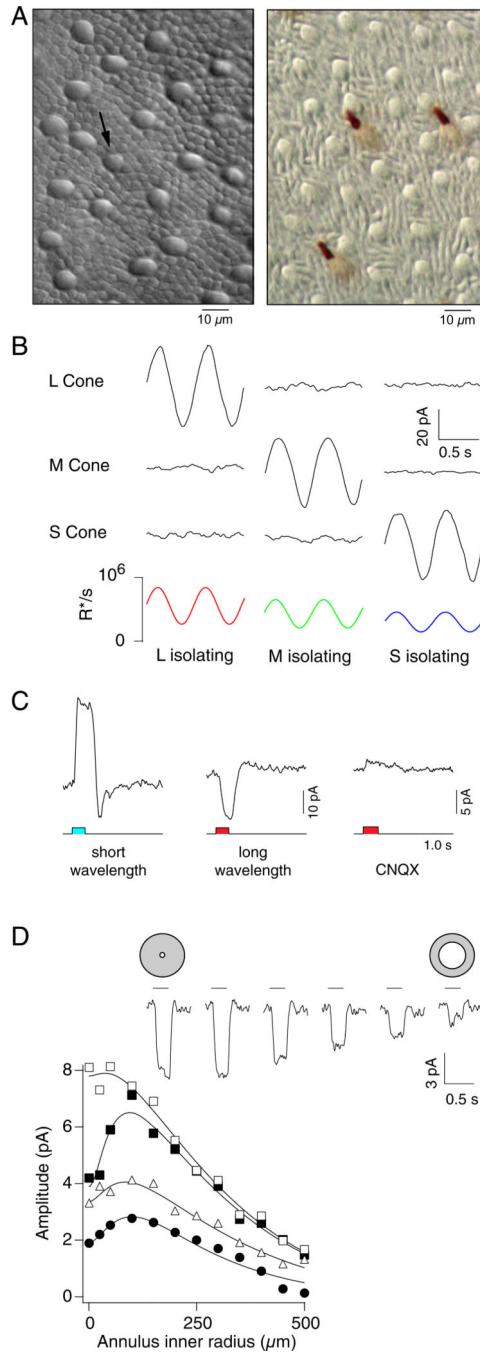 A
10 µm
10 µm
B
L Cone
M Cone
S Cone
20 pA
0.5 s
10⁶
R*/s
0
L isolating
M isolating
S isolating
C
10 pA
5 pA
short
wavelength
long
wavelength
1.0 s
CNQX
D
3 pA
0.5 s
8
6
4
2
0
Amplitude (pA)
0
250
500
Annulus inner radius (µm)